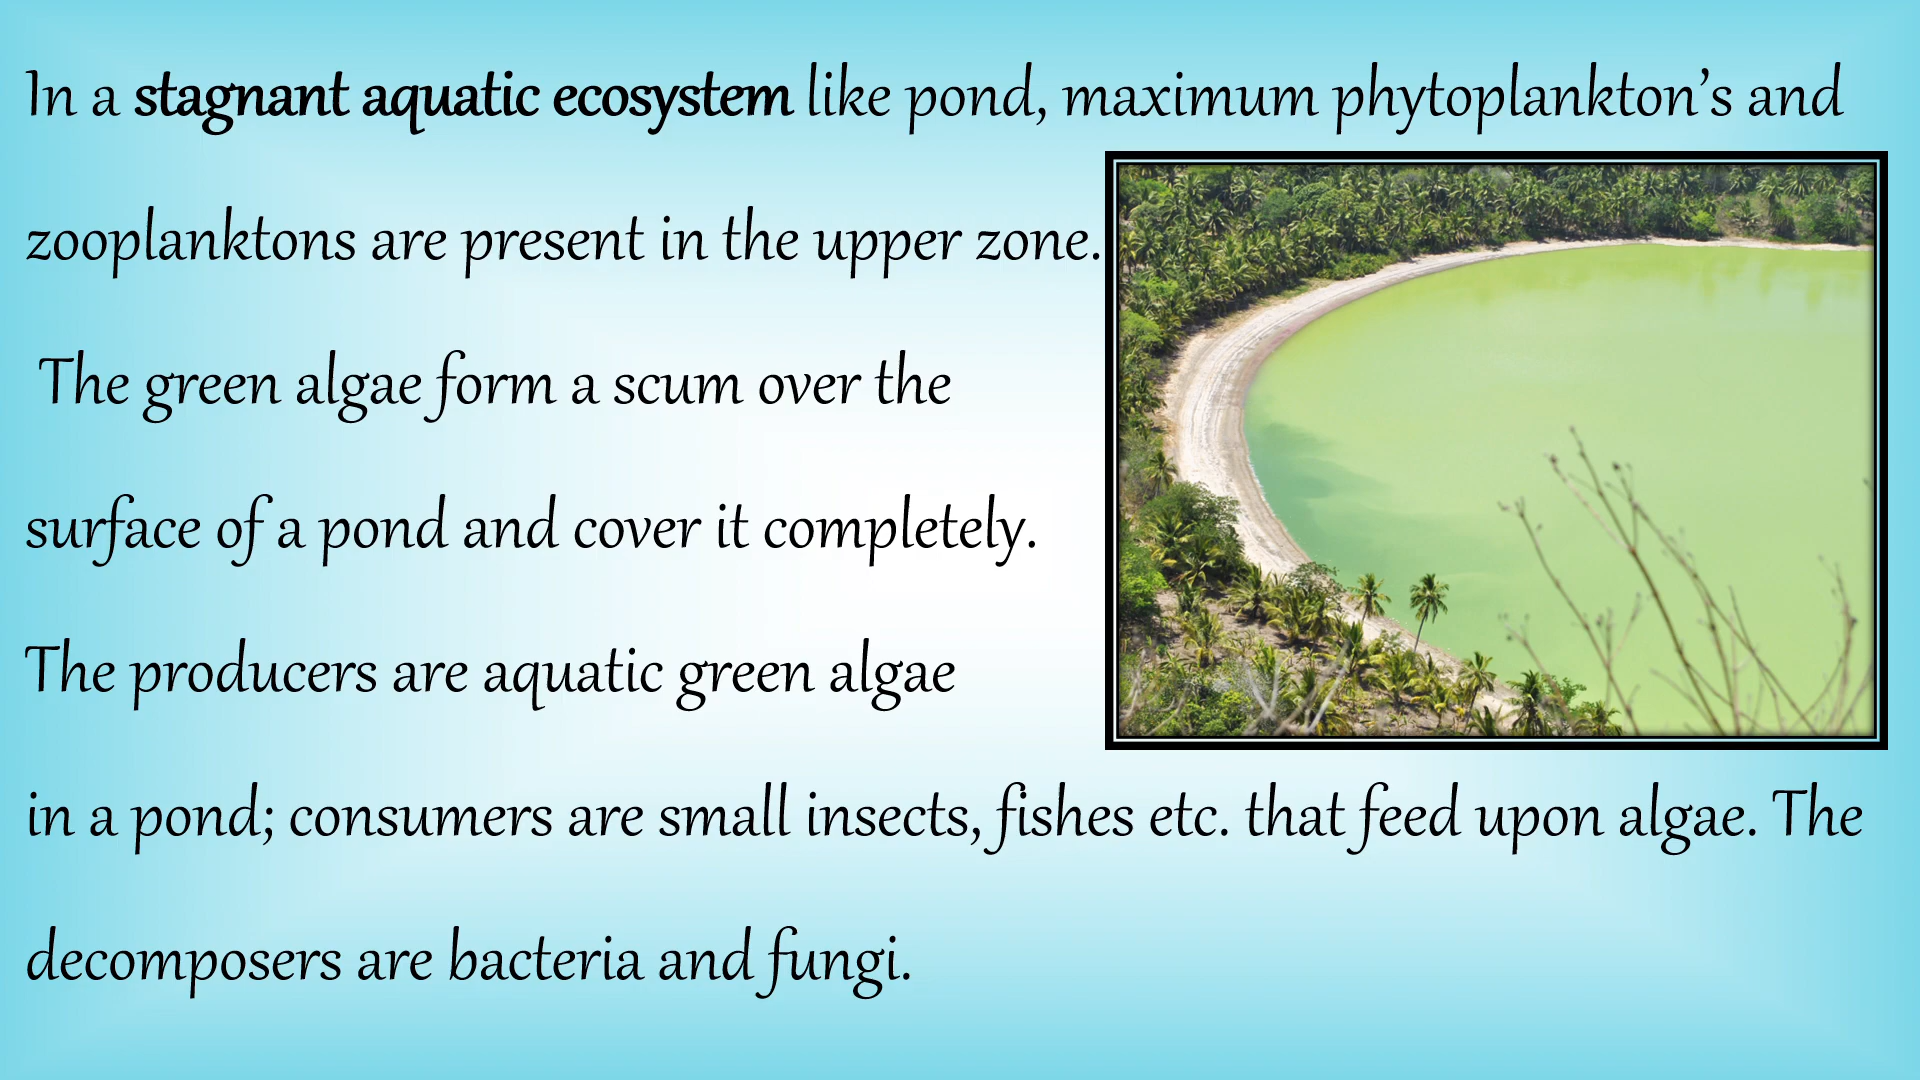 In a stagnant aquatic ecosystem like pond, maximum phytoplankton’s and
zooplanktons are present in the upper zone.
The green algae form a scum over the
surface of a pond and cover it completely.
The producers are aquatic green algae
in a pond; consumers are small insects, fishes etc. that feed upon algae. The
decomposers are bacteria and fungi.